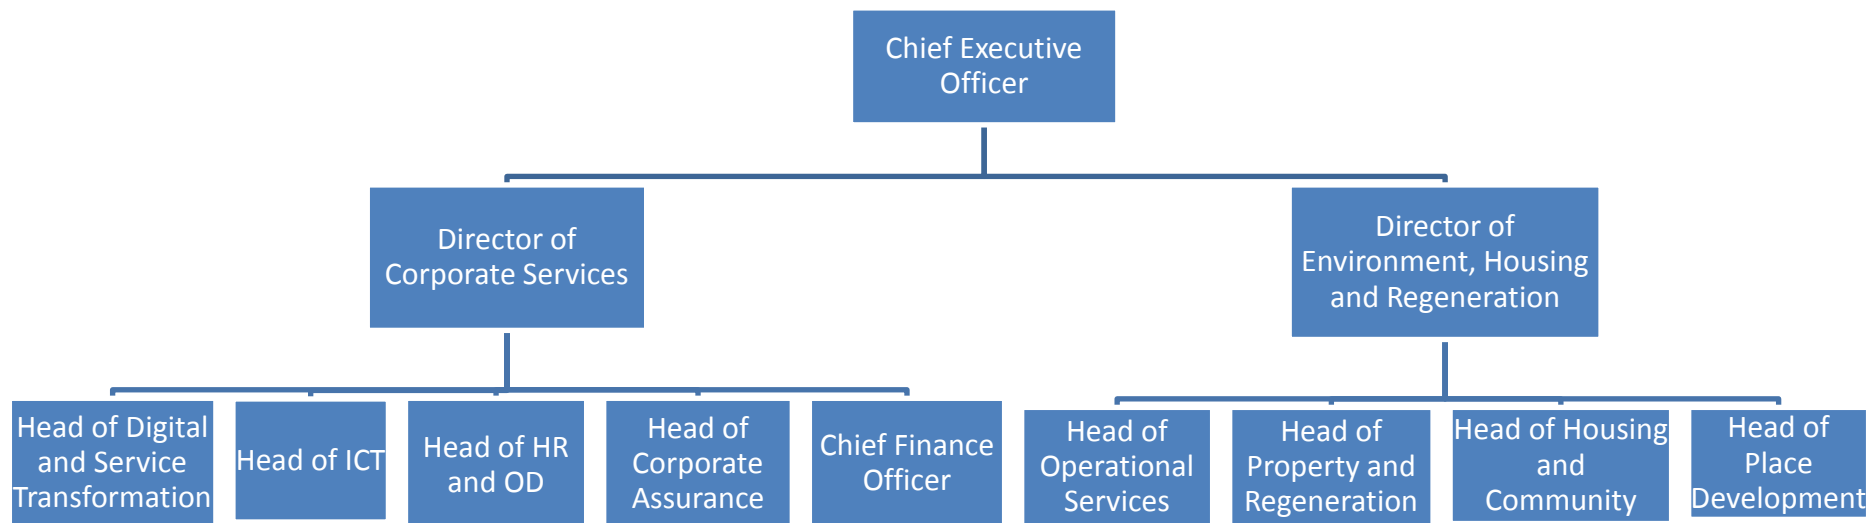 Chief Executive
Officer
Director of
Corporate Services
Director of
Environment, Housing
and Regeneration
Head of Digital
and Service
Transformation
Head of ICT
Head of HR
and OD
Head of
Corporate
Assurance
Chief Finance
Officer
Head of
Operational
Services
Head of
Property and
Regeneration
Head of Housing
and
Community
Head of
Place
Development